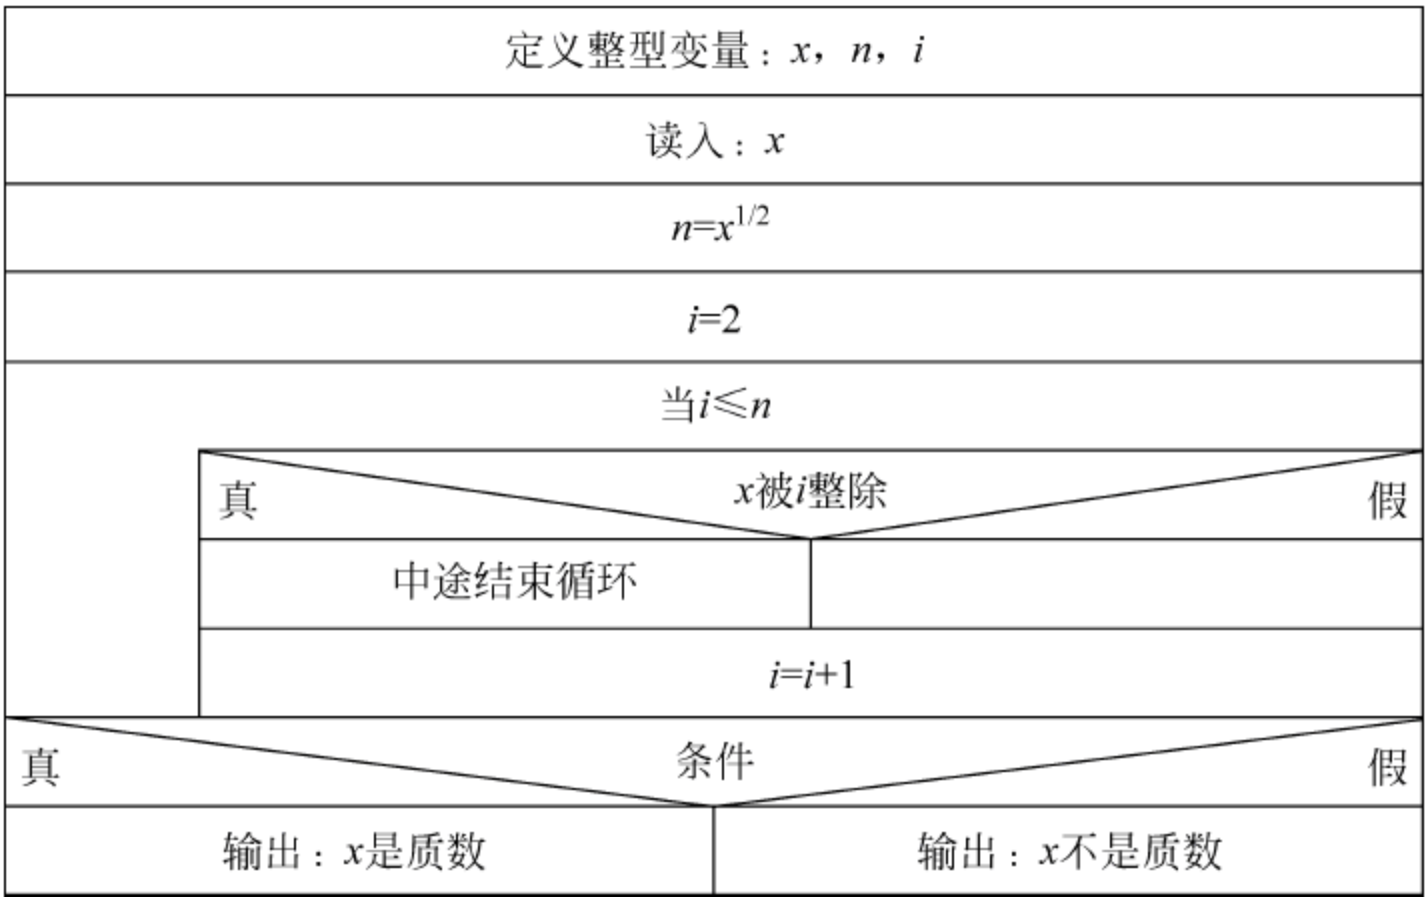 定义整型变量：x，n，i
读入：x
n=x^{1/2}
i=2
当i≤n
真 x被i整除 假
中途结束循环
i=i+1
真 条件 假
输出：x是质数 输出：x不是质数